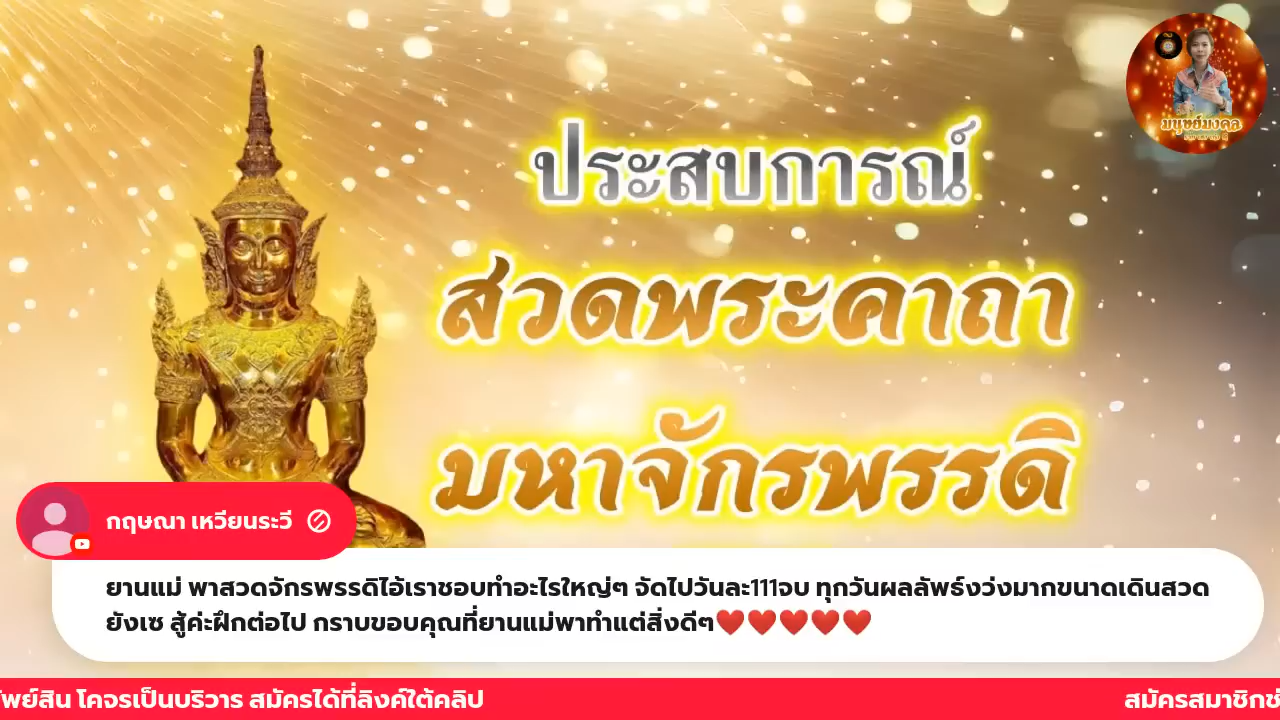 มนุษย์มงคล
ประสบการณ์
สวดพระคาถา
มหาจักรพรรดิ
กฤษณา เหวียนระวี
ยานแม่ พาสวดจักรพรรดิไอ้เราชอบทำอะไรใหญ่ๆ จัดไปวันละ111จบ ทุกวันผลลัพธ์งว่งมากขนาดเดินสวด
ยังเซ สู้ค่ะฝึกต่อไป กราบขอบคุณที่ยานแม่พาทำแต่สิ่งดีๆ❤️❤️❤️❤️❤️
ัพย์สิน โคจรเป็นบริวาร สมัครได้ที่ลิงค์ใต้คลิป
สมัครสมาชิกช